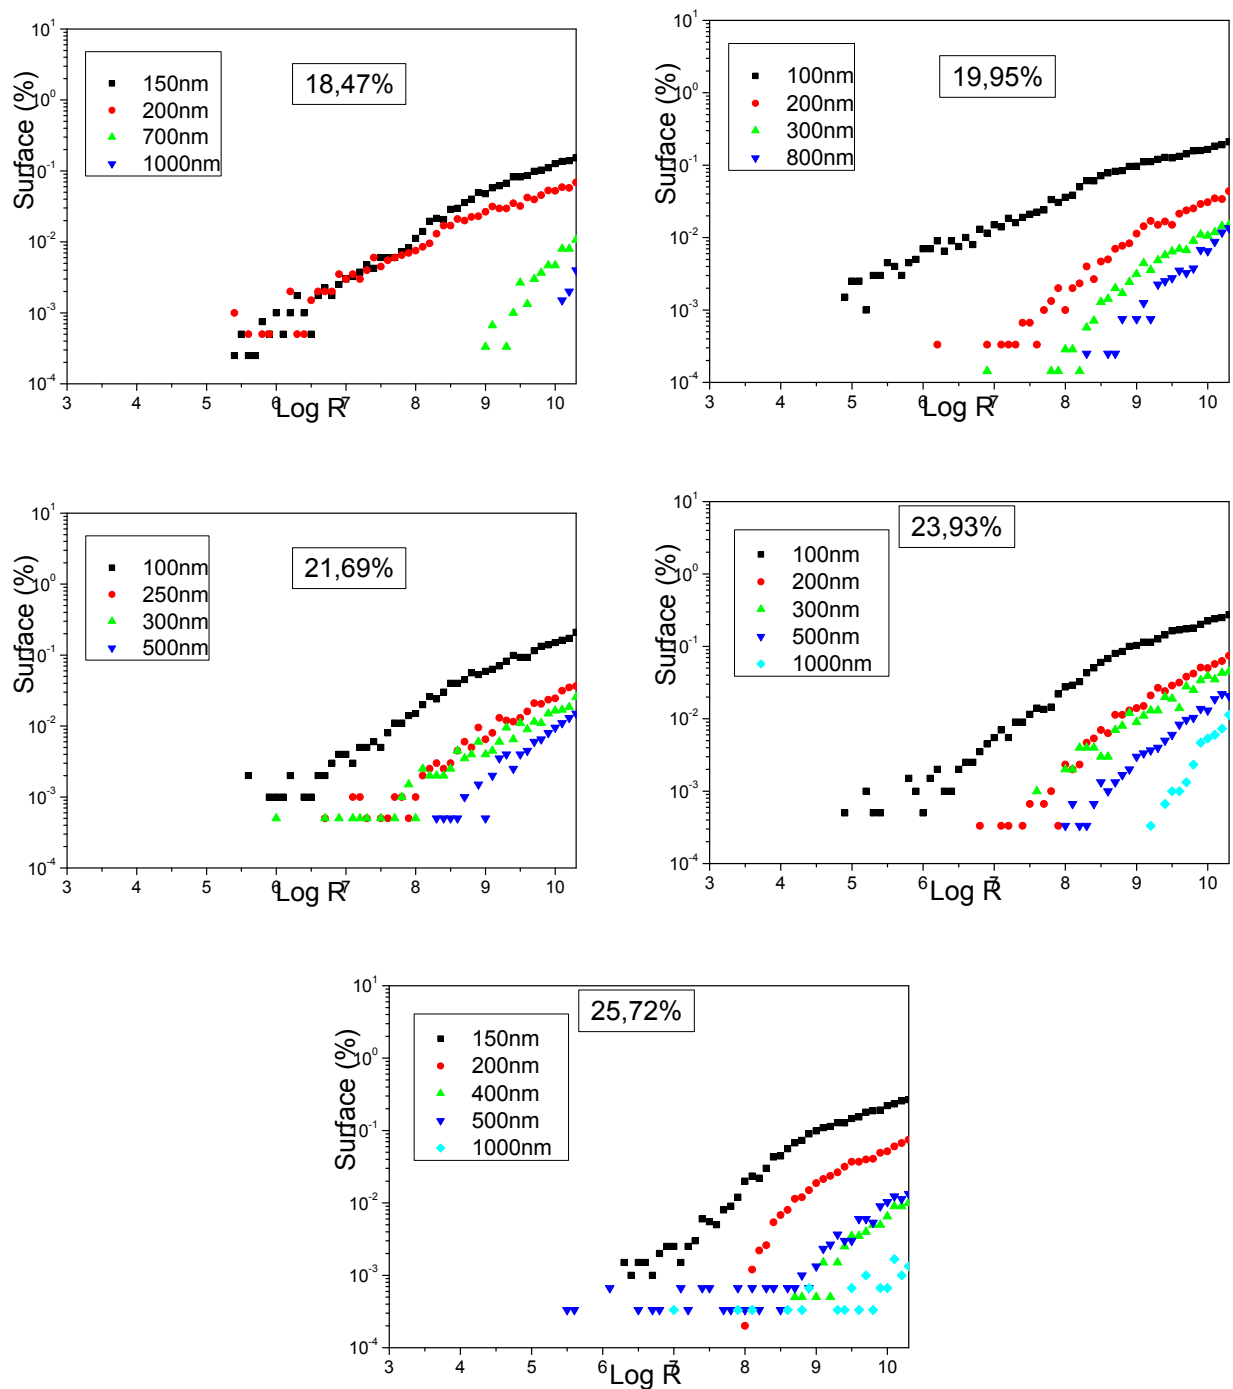 10^1
10^0
10^-1
10^-2
10^-3
10^-4
Surface (%)
150nm
200nm
700nm
1000nm
18,47%
3 4 5 6 7 8 9 10
Log R
10^1
10^0
10^-1
10^-2
10^-3
10^-4
Surface (%)
100nm
200nm
300nm
800nm
19,95%
3 4 5 6 7 8 9 10
Log R
10^1
10^0
10^-1
10^-2
10^-3
10^-4
Surface (%)
100nm
250nm
300nm
500nm
21,69%
3 4 5 6 7 8 9 10
Log R
10^1
10^0
10^-1
10^-2
10^-3
10^-4
Surface (%)
100nm
200nm
300nm
500nm
1000nm
23,93%
3 4 5 6 7 8 9 10
Log R
10^1
10^0
10^-1
10^-2
10^-3
10^-4
Surface (%)
150nm
200nm
400nm
500nm
1000nm
25,72%
3 4 5 6 7 8 9 10
Log R